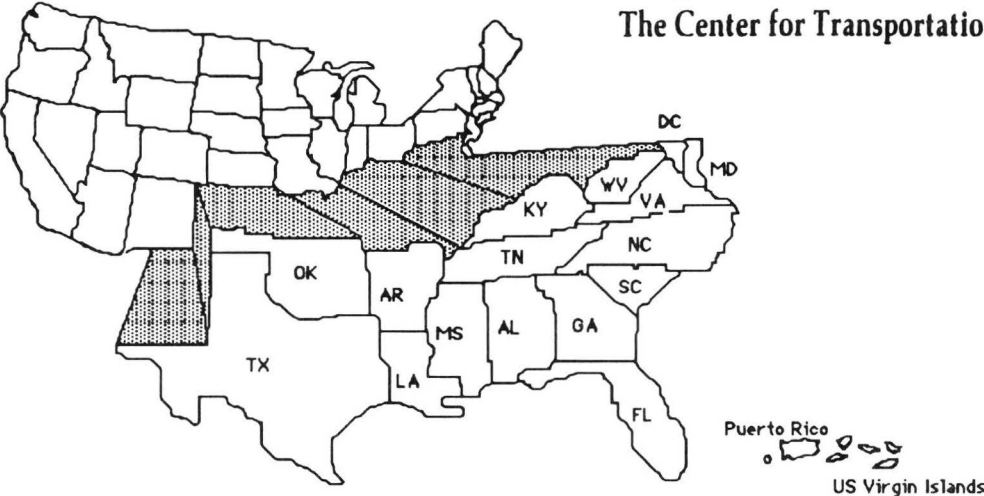 The Center for Transportatio
DC
MD
WV
VA
KY
NC
TN
OK
SC
AR
MS
AL
GA
TX
LA
FL
Puerto Rico
US Virgin Islands